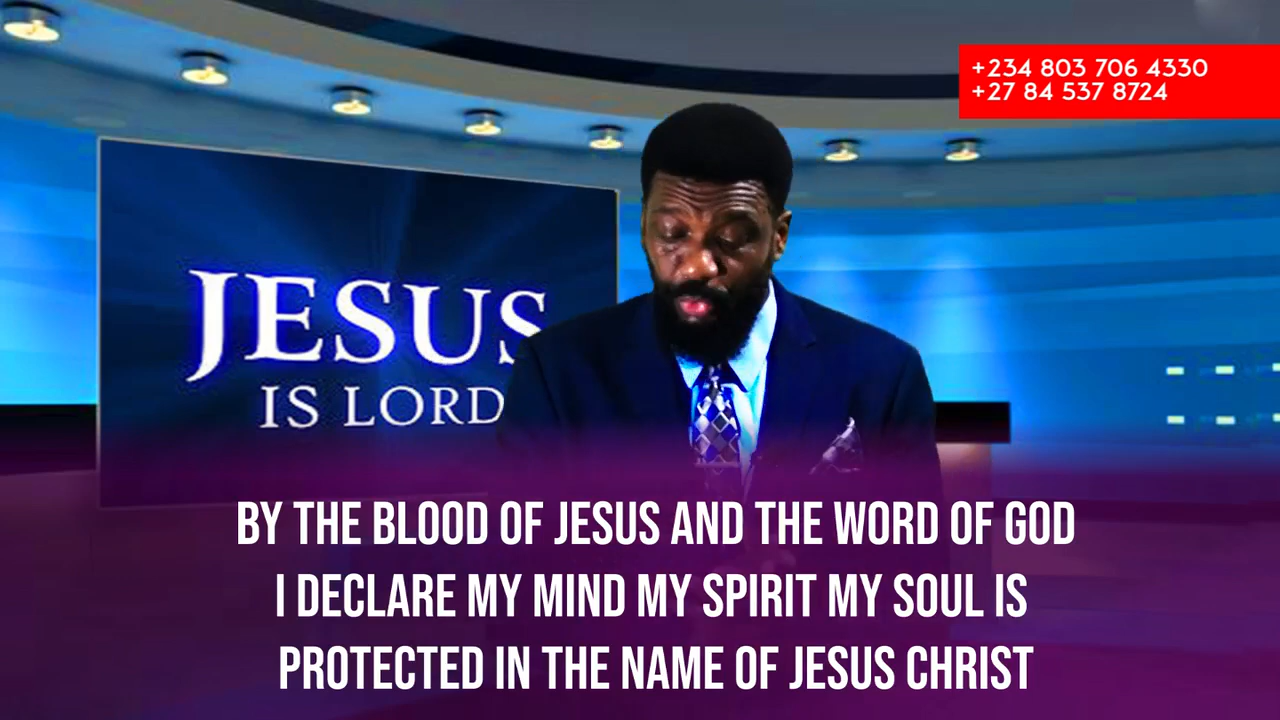 +234 803 706 4330
+27 84 537 8724
JESUS
IS LORD
BY THE BLOOD OF JESUS AND THE WORD OF GOD
I DECLARE MY MIND MY SPIRIT MY SOUL IS
PROTECTED IN THE NAME OF JESUS CHRIST